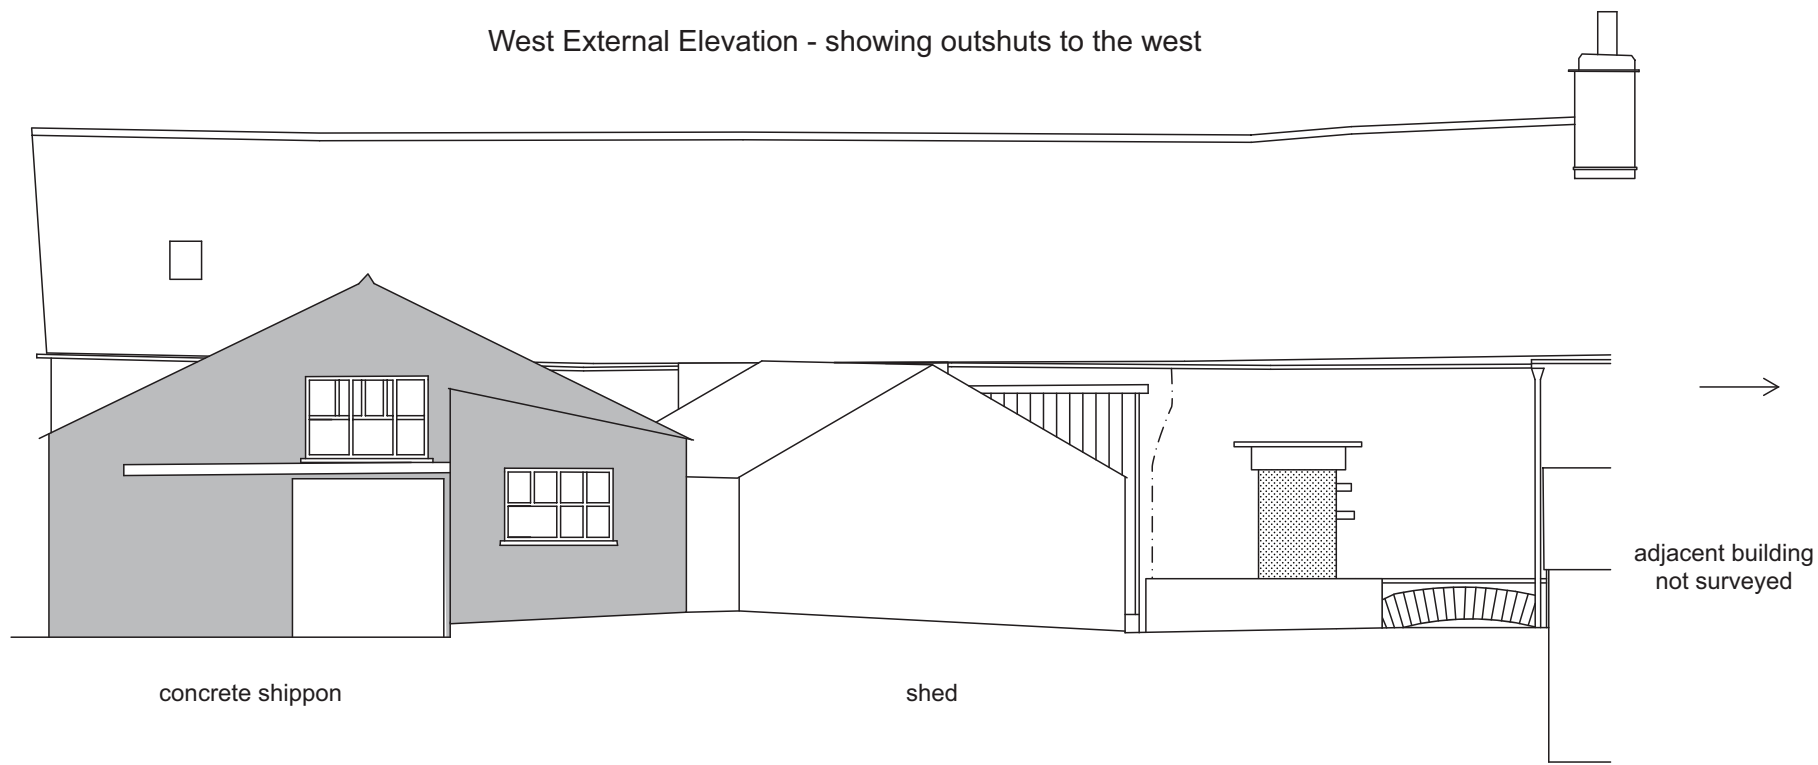 West External Elevation - showing outshuts to the west
adjacent building
not surveyed
concrete shippon
shed